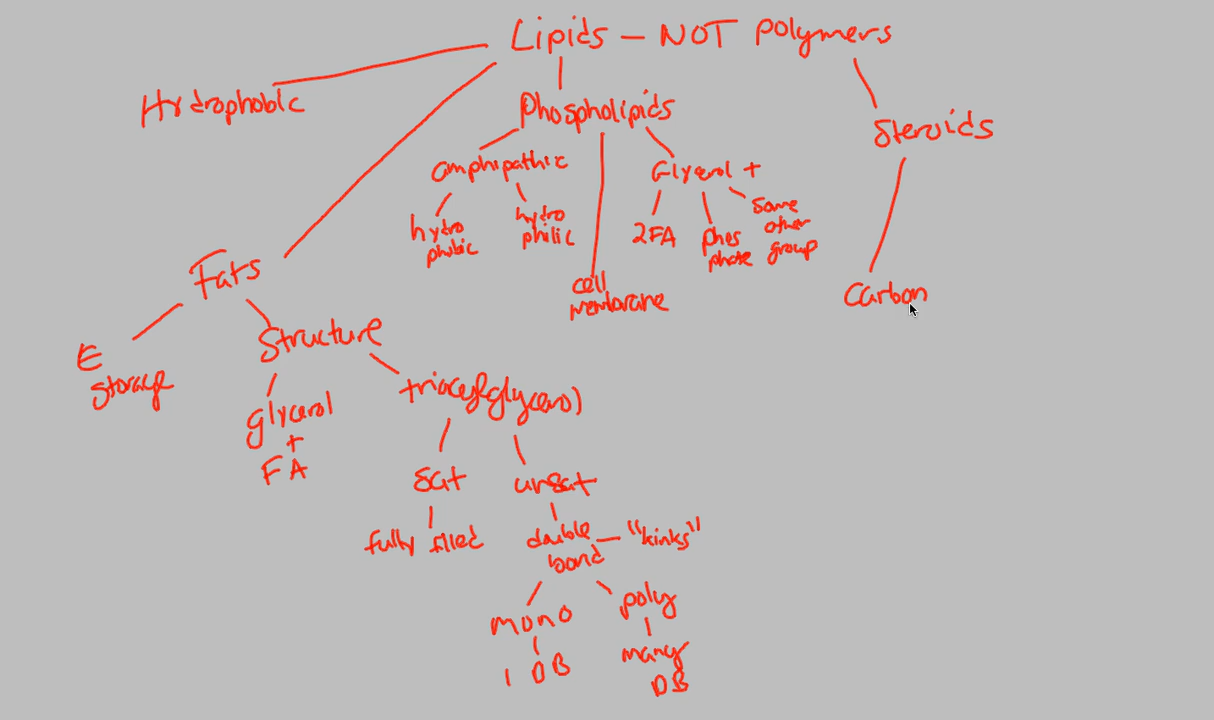 Lipids — NOT Polymers
Hydrophobic
Phospholipids
Steroids
amphipathic
Glycerol +
hydro
phobic
hydro
philic
2FA
phos
phate
some
other
group
cell
membrane
Carbon
Fats
E
storage
Structure
glycerol
+
FA
triacylglycerol
Sat
unsat
fully filled
double
bond
— "kinks"
mono
poly
1 DB
many
DB